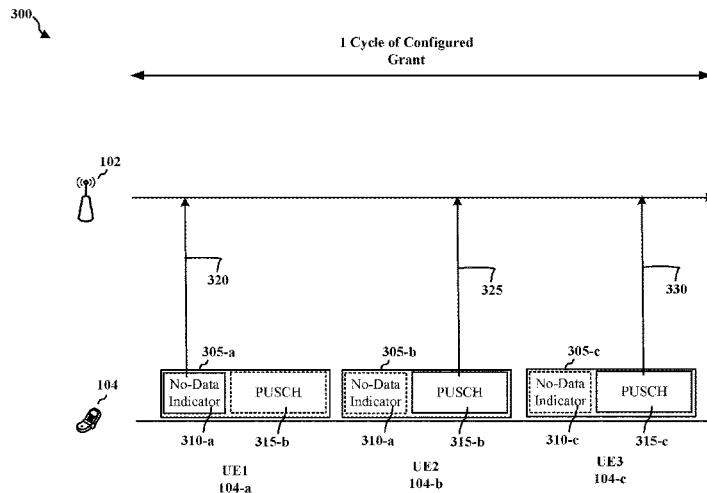 300
1 Cycle of Configured
Grant
102
320
325
330
305-a
305-b
305-c
104
No-Data
Indicator
PUSCH
No-Data
Indicator
PUSCH
No-Data
Indicator
PUSCH
310-a
315-b
310-a
315-b
310-c
315-c
UE1
104-a
UE2
104-b
UE3
104-c